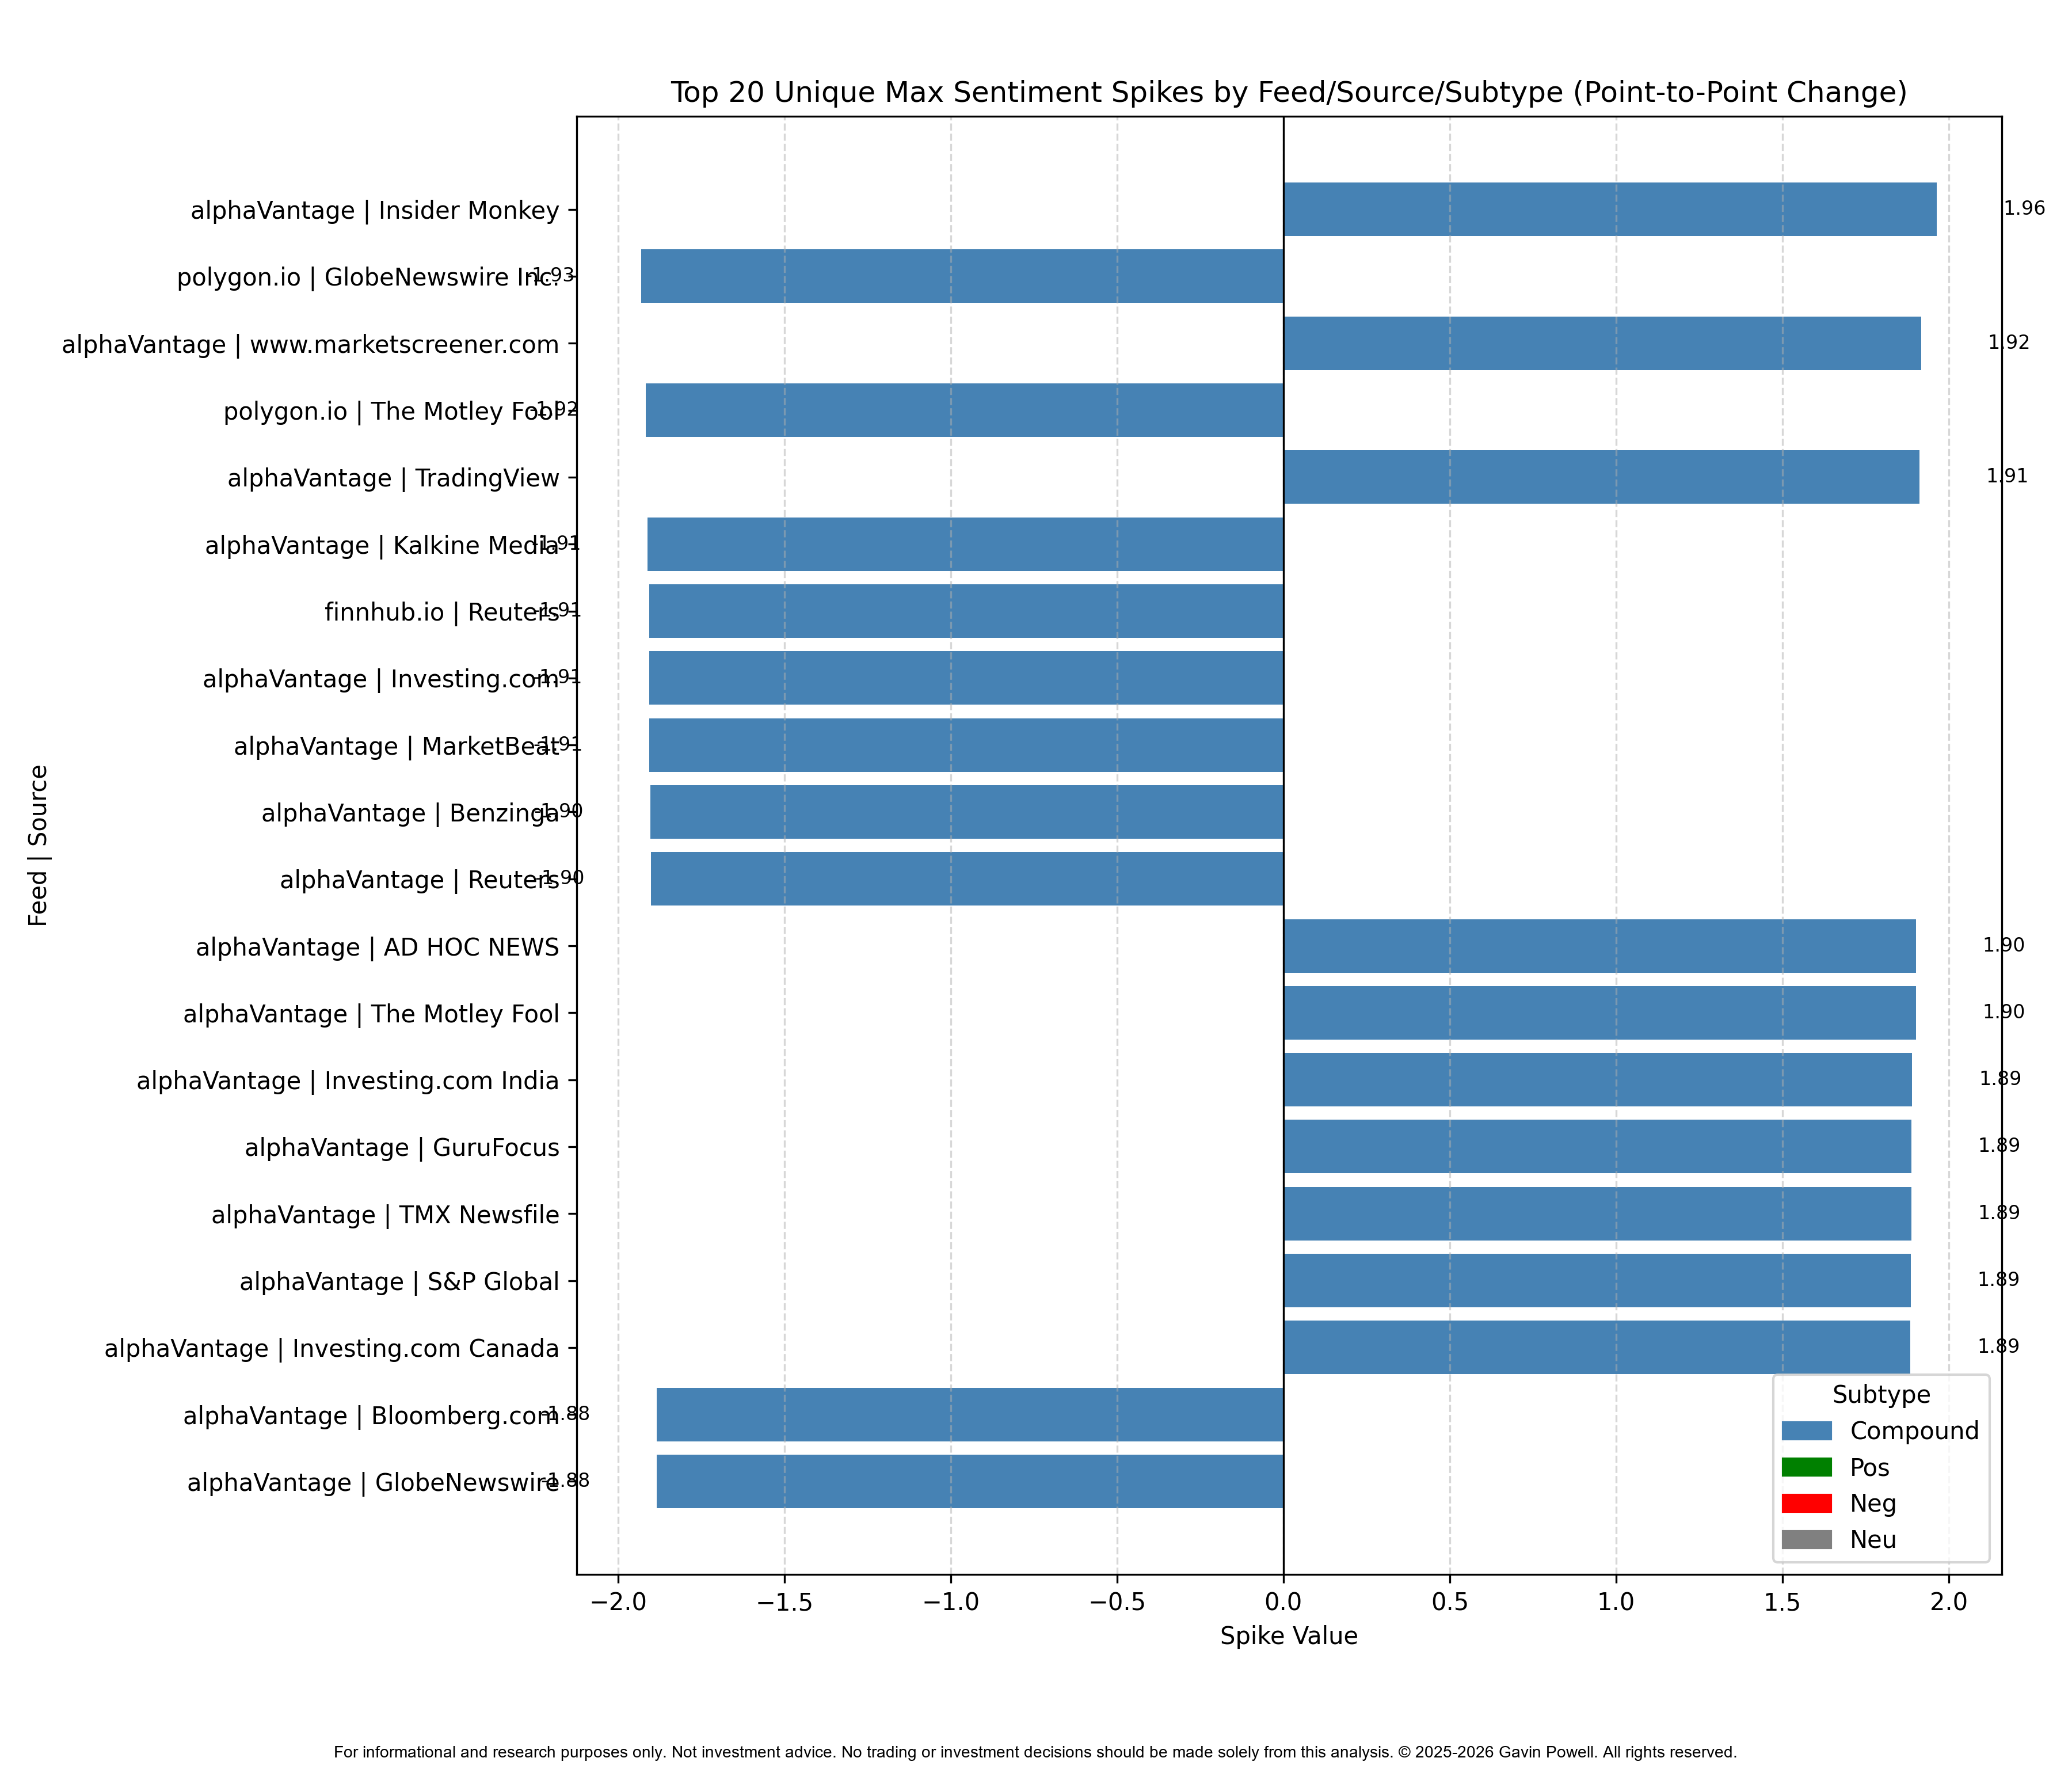 Top 20 Unique Max Sentiment Spikes by Feed/Source/Subtype (Point-to-Point Change)
alphaVantage | Insider Monkey 1.96
polygon.io | GlobeNewswire Inc. -1.93
alphaVantage | www.marketscreener.com 1.92
polygon.io | The Motley Fool -1.92
alphaVantage | TradingView 1.91
alphaVantage | Kalkine Media -1.91
finnhub.io | Reuters -1.91
alphaVantage | Investing.com -1.91
alphaVantage | MarketBeat -1.91
alphaVantage | Benzinga -1.90
alphaVantage | Reuters -1.90
alphaVantage | AD HOC NEWS 1.90
alphaVantage | The Motley Fool 1.90
alphaVantage | Investing.com India 1.89
alphaVantage | GuruFocus 1.89
alphaVantage | TMX Newsfile 1.89
alphaVantage | S&P Global 1.89
alphaVantage | Investing.com Canada 1.89
alphaVantage | Bloomberg.com -1.88
alphaVantage | GlobeNewswire -1.88
Feed | Source
Subtype
Compound
Pos
Neg
Neu
−2.0 −1.5 −1.0 −0.5 0.0 0.5 1.0 1.5 2.0
Spike Value
For informational and research purposes only. Not investment advice. No trading or investment decisions should be made solely from this analysis. © 2025-2026 Gavin Powell. All rights reserved.